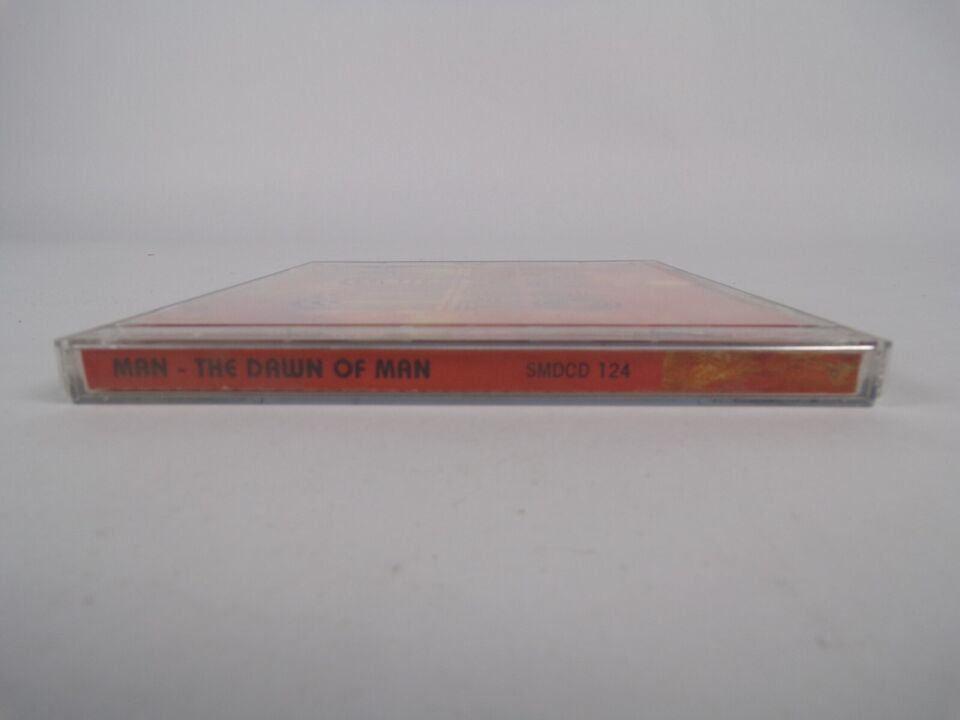 MAN - THE DAWN OF MAN SMDCD 124